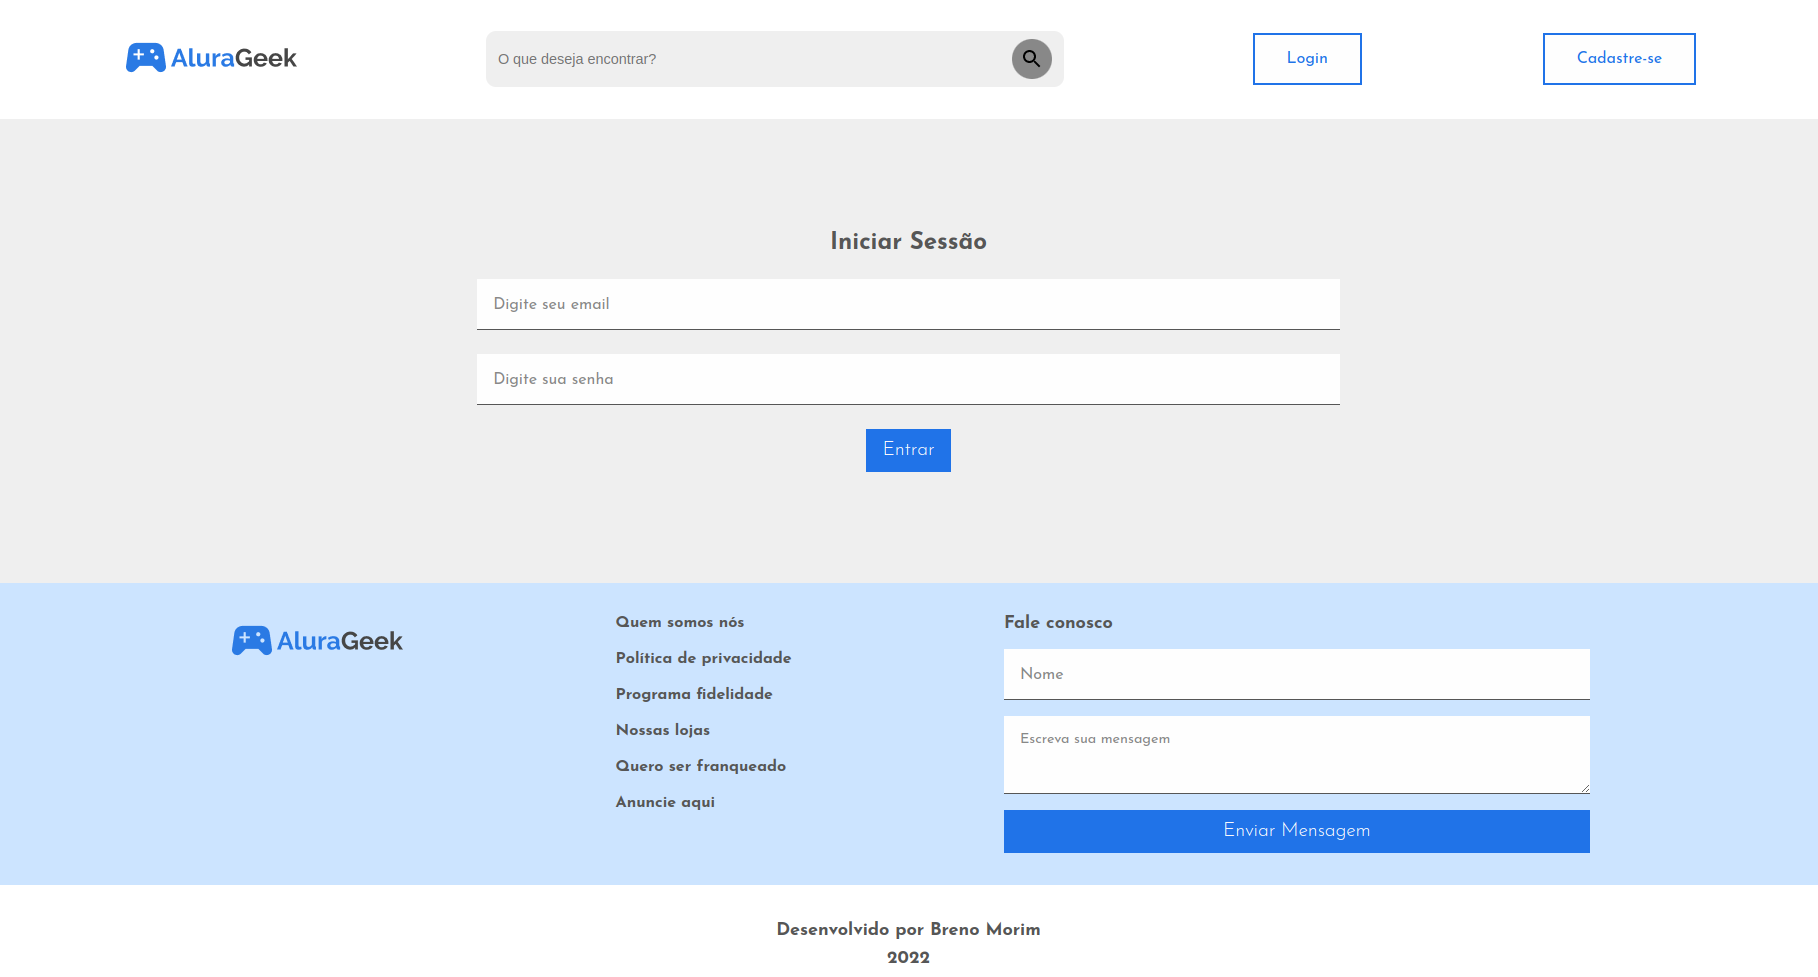 AluraGeek
O que deseja encontrar?
Login
Cadastre-se
Iniciar Sessão
Digite seu email
Digite sua senha
Entrar
AluraGeek
Quem somos nós
Política de privacidade
Programa fidelidade
Nossas lojas
Quero ser franqueado
Anuncie aqui
Fale conosco
Nome
Escreva sua mensagem
Enviar Mensagem
Desenvolvido por Breno Morim
2022